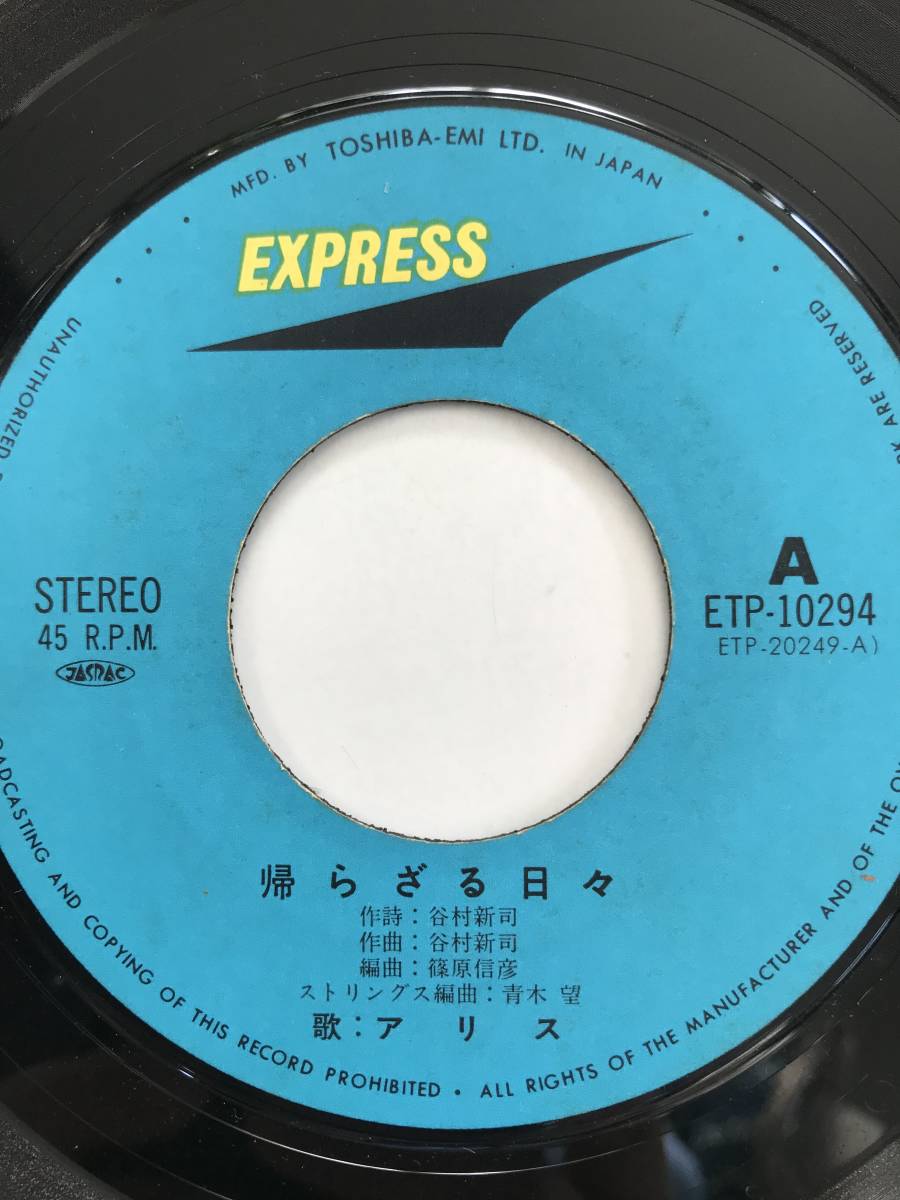 MFD. BY TOSHIBA-EMI LTD. IN JAPAN
EXPRESS
STEREO
45 R.P.M.
JASRAC
A
ETP-10294
ETP-20249-A)
帰らざる日々
作詩：谷村新司
作曲：谷村新司
編曲：篠原信彦
ストリングス編曲：青木 望
歌：アリス
UNAUTHORIZED
AND COPYING OF THIS RECORD PROHIBITED • ALL RIGHTS OF THE MANUFACTURER AND OF THE
ARE RESERVED